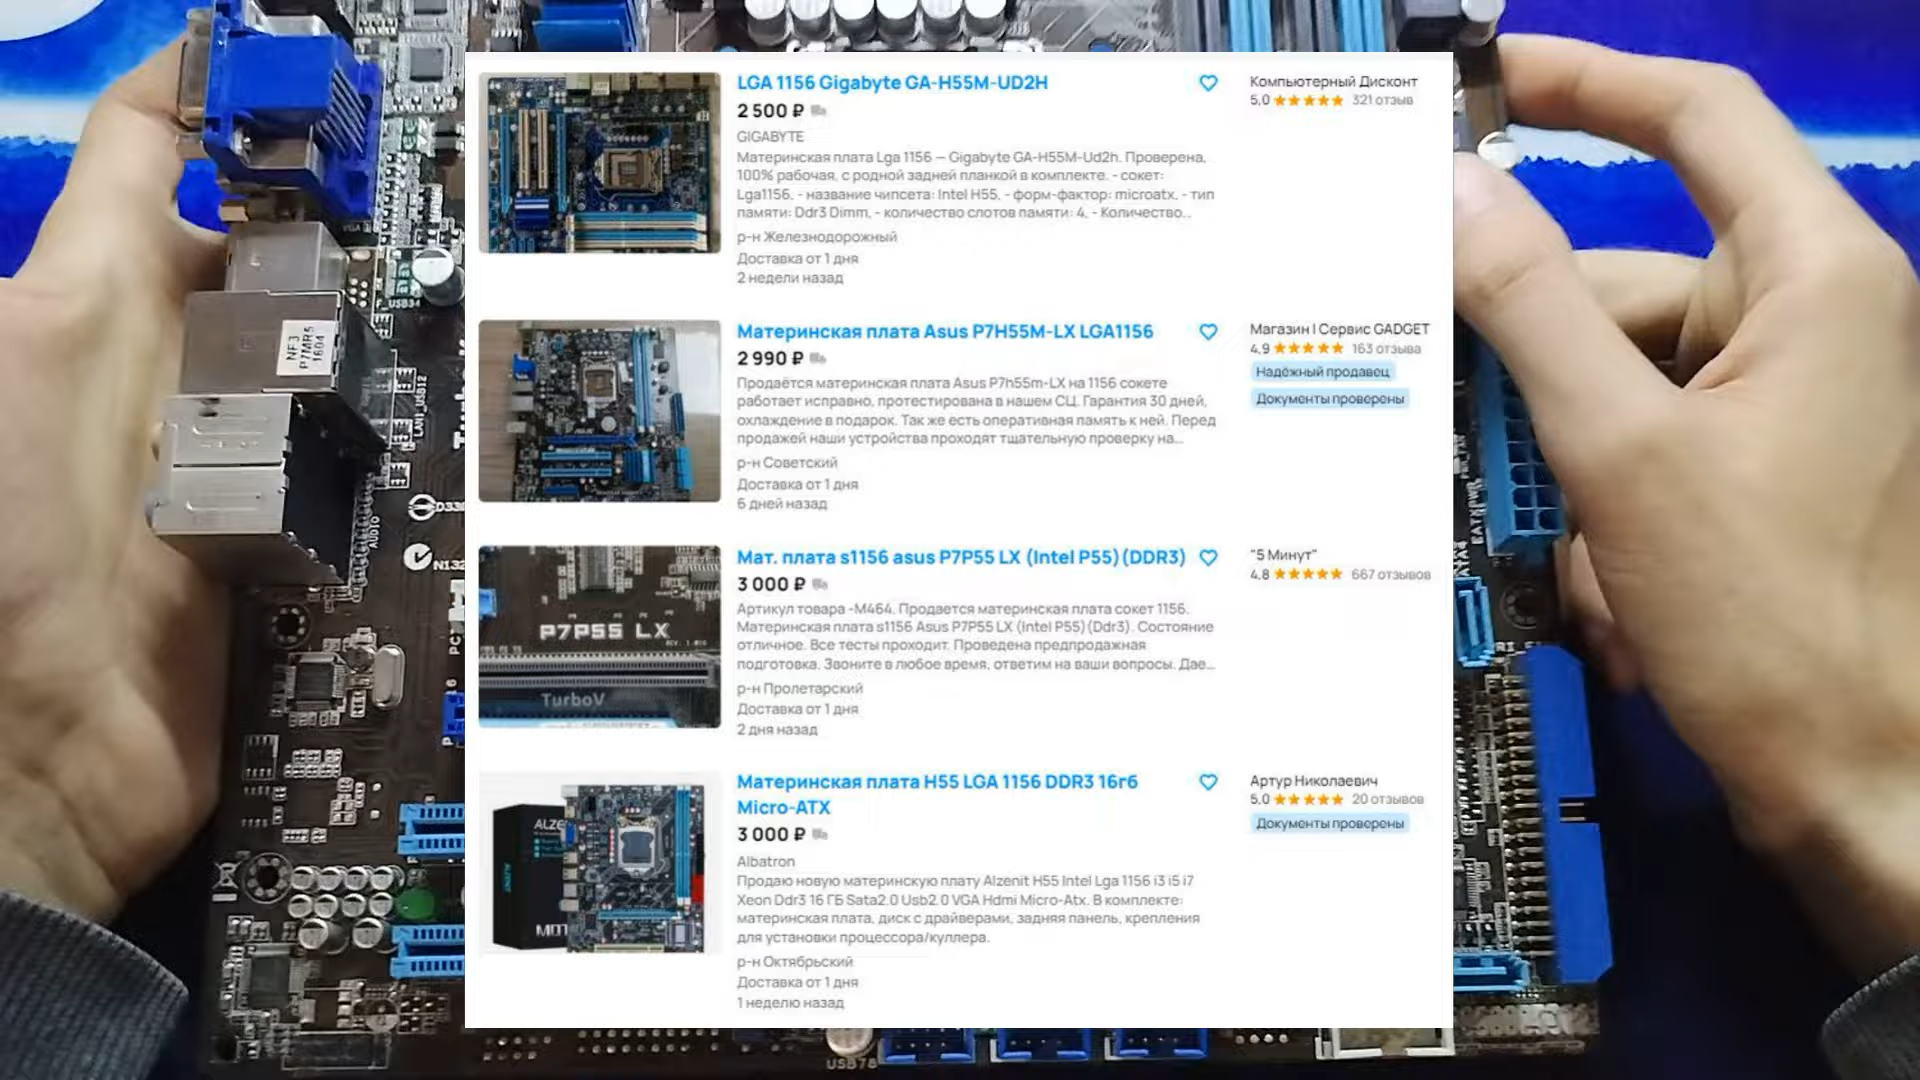 LGA 1156 Gigabyte GA-H55M-UD2H
2 500 ₽
GIGABYTE
Материнская плата Lga 1156 — Gigabyte GA-H55M-Ud2h. Проверена,
100% рабочая, с родной задней планкой в комплекте. - сокет:
Lga1156, - название чипсета: Intel H55, - форм-фактор: microatx, - тип
памяти: Ddr3 Dimm, - количество слотов памяти: 4, - Количество...
р-н Железнодорожный
Доставка от 1 дня
2 недели назад
Компьютерный Дисконт
5,0 321 отзыв
Материнская плата Asus P7H55M-LX LGA1156
2 990 ₽
Продаётся материнская плата Asus P7h55m-LX на 1156 сокете
работает исправно, протестирована в нашем СЦ. Гарантия 30 дней,
охлаждение в подарок. Так же есть оперативная память к ней. Перед
продажей наши устройства проходят тщательную проверку на...
р-н Советский
Доставка от 1 дня
6 дней назад
Магазин | Сервис GADGET
4,9 163 отзыва
Надёжный продавец
Документы проверены
Мат. плата s1156 asus P7P55 LX (Intel P55)(DDR3)
3 000 ₽
Артикул товара -M464. Продается материнская плата сокет 1156.
Материнская плата s1156 Asus P7P55 LX (Intel P55)(Ddr3). Состояние
отличное. Все тесты проходит. Проведена предпродажная
подготовка. Звоните в любое время, ответим на ваши вопросы. Дае...
р-н Пролетарский
Доставка от 1 дня
2 дня назад
"5 Минут"
4,8 667 отзывов
P7P55 LX
TurboV
Материнская плата H55 LGA 1156 DDR3 16гб
Micro-ATX
3 000 ₽
Albatron
Продаю новую материнскую плату Alzenit H55 Intel Lga 1156 i3 i5 i7
Xeon Ddr3 16 ГБ Sata2.0 Usb2.0 VGA Hdmi Micro-Atx. В комплекте:
материнская плата, диск с драйверами, задняя панель, крепления
для установки процессора/куллера.
р-н Октябрьский
Доставка от 1 дня
1 неделю назад
Артур Николаевич
5,0 20 отзывов
Документы проверены
VGA
F_USB34
NF3
P7MR5
1604
LAN_USB12
AUDIO
EATXPWR
USB78